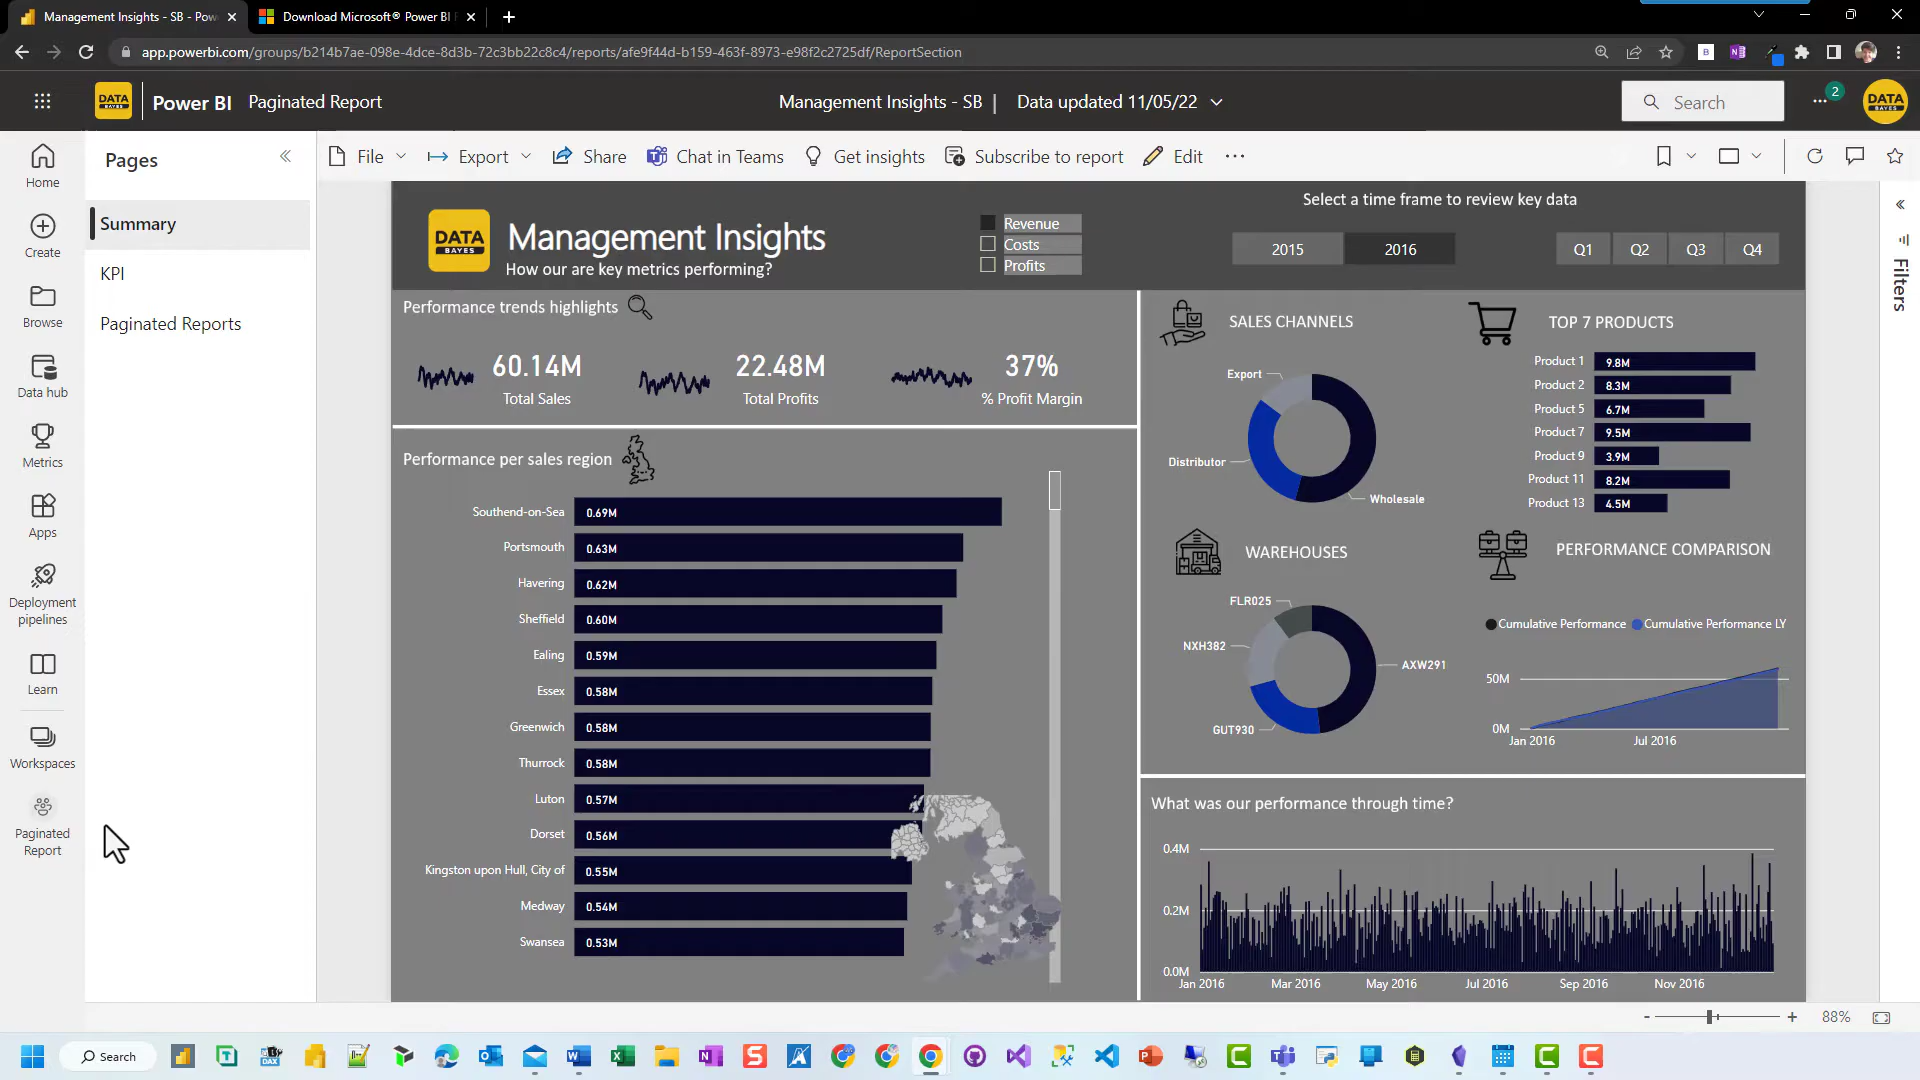 Management Insights - SB - Pow
Download Microsoft® Power BI
app.powerbi.com/groups/b214b7ae-098e-4dce-8d3b-72c3bb22c8c4/reports/afe9f44d-b159-463f-8973-e98f2c2725df/ReportSection
DATA BAYES
Power BI Paginated Report
Management Insights - SB | Data updated 11/05/22
Search
2
DATA BAYES
Home
Create
Browse
Data hub
Metrics
Apps
Deployment
pipelines
Learn
Workspaces
Paginated
Report
Pages
Summary
KPI
Paginated Reports
File
Export
Share
Chat in Teams
Get insights
Subscribe to report
Edit
DATA
BAYES
Management Insights
How our are key metrics performing?
Revenue
Costs
Profits
Select a time frame to review key data
2015
2016
Q1
Q2
Q3
Q4
Performance trends highlights
60.14M
Total Sales
22.48M
Total Profits
37%
% Profit Margin
Performance per sales region
Southend-on-Sea 0.69M
Portsmouth 0.63M
Havering 0.62M
Sheffield 0.60M
Ealing 0.59M
Essex 0.58M
Greenwich 0.58M
Thurrock 0.58M
Luton 0.57M
Dorset 0.56M
Kingston upon Hull, City of 0.55M
Medway 0.54M
Swansea 0.53M
SALES CHANNELS
Export
Distributor
Wholesale
TOP 7 PRODUCTS
Product 1 9.8M
Product 2 8.3M
Product 5 6.7M
Product 7 9.5M
Product 9 3.9M
Product 11 8.2M
Product 13 4.5M
WAREHOUSES
FLR025
NXH382
AXW291
GUT930
PERFORMANCE COMPARISON
Cumulative Performance
Cumulative Performance LY
50M
0M
Jan 2016
Jul 2016
What was our performance through time?
0.4M
0.2M
0.0M
Jan 2016
Mar 2016
May 2016
Jul 2016
Sep 2016
Nov 2016
Filters
88%
Search